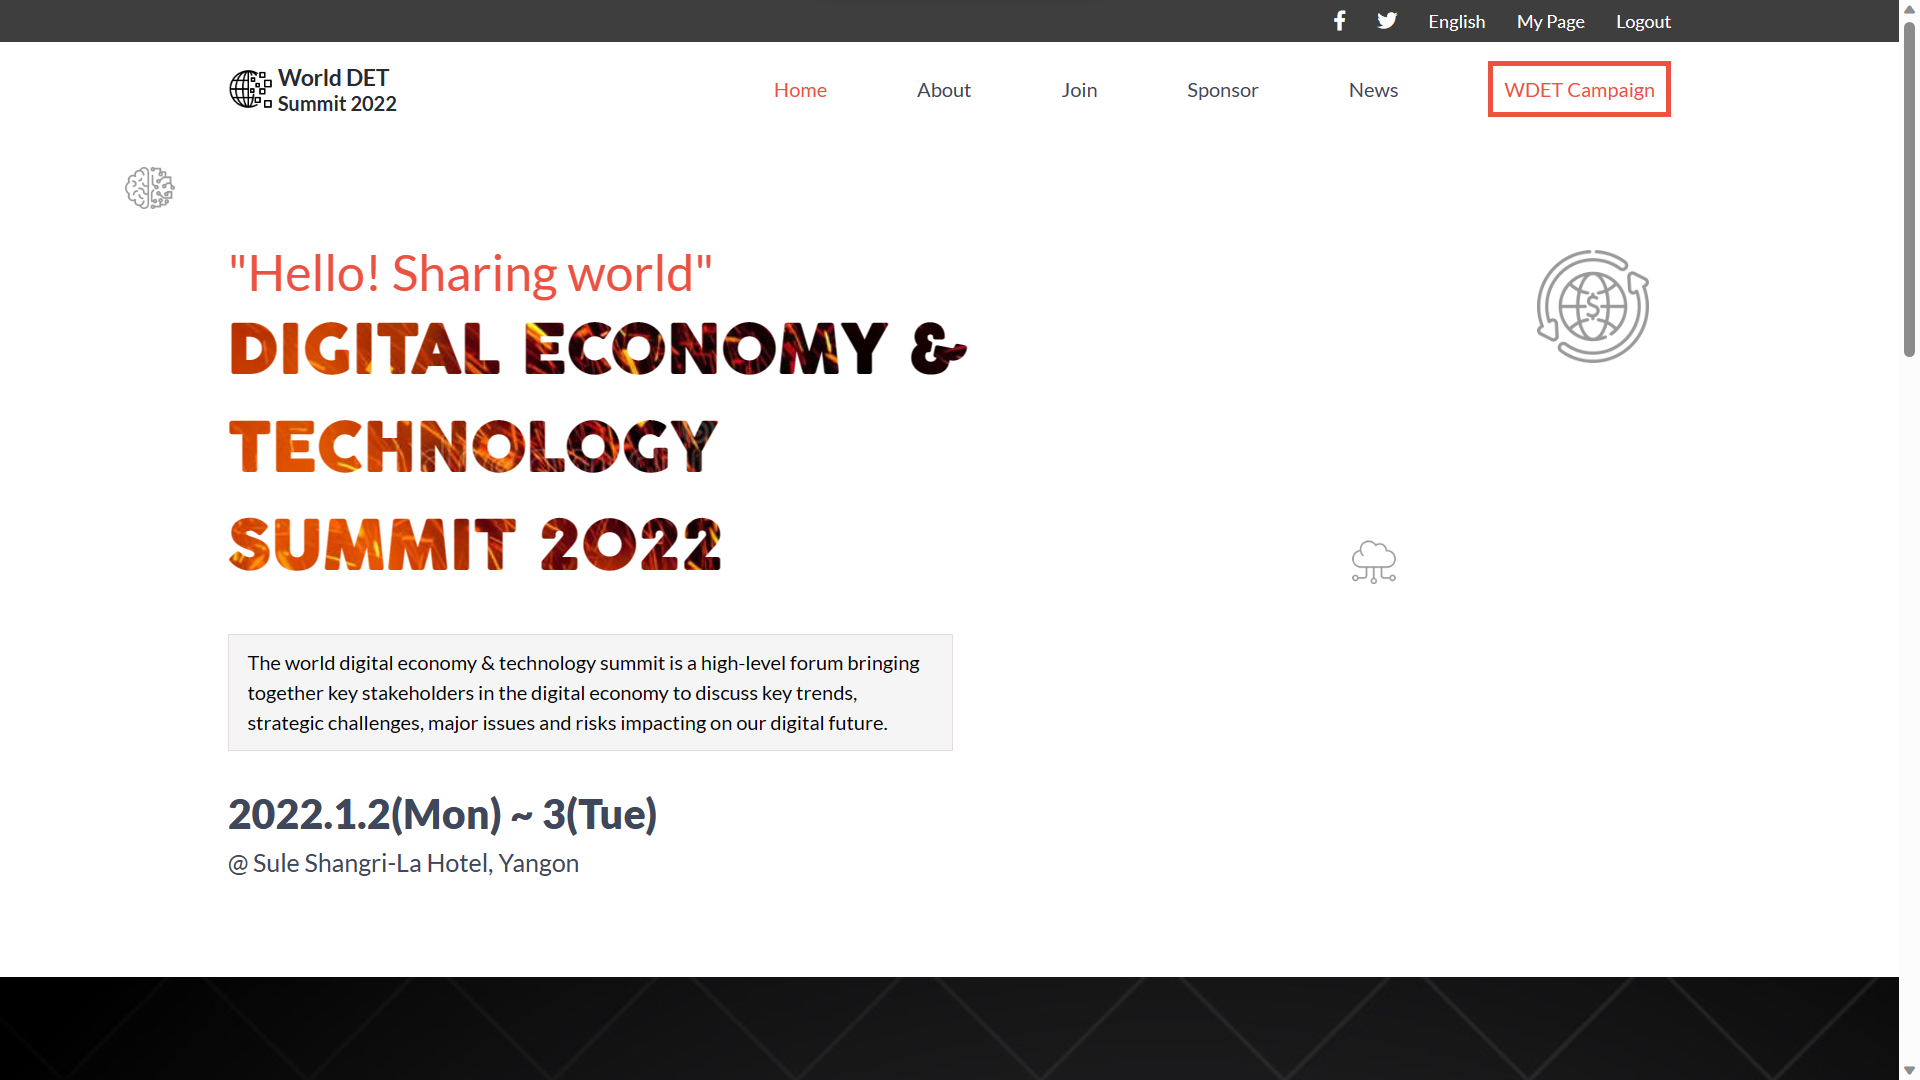 English My Page Logout
World DET
Summit 2022
Home About Join Sponsor News WDET Campaign
"Hello! Sharing world"
DIGITAL ECONOMY &
TECHNOLOGY
SUMMIT 2022
The world digital economy & technology summit is a high-level forum bringing
together key stakeholders in the digital economy to discuss key trends,
strategic challenges, major issues and risks impacting on our digital future.
2022.1.2(Mon) ~ 3(Tue)
@ Sule Shangri-La Hotel, Yangon